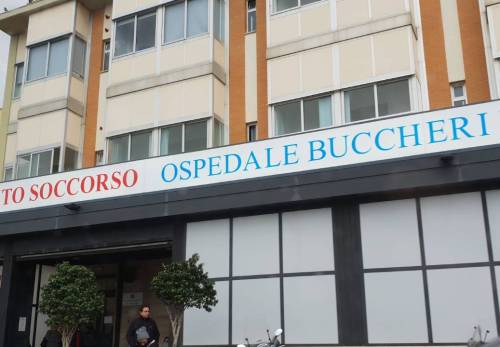 TO SOCCORSO OSPEDALE BUCCHERI